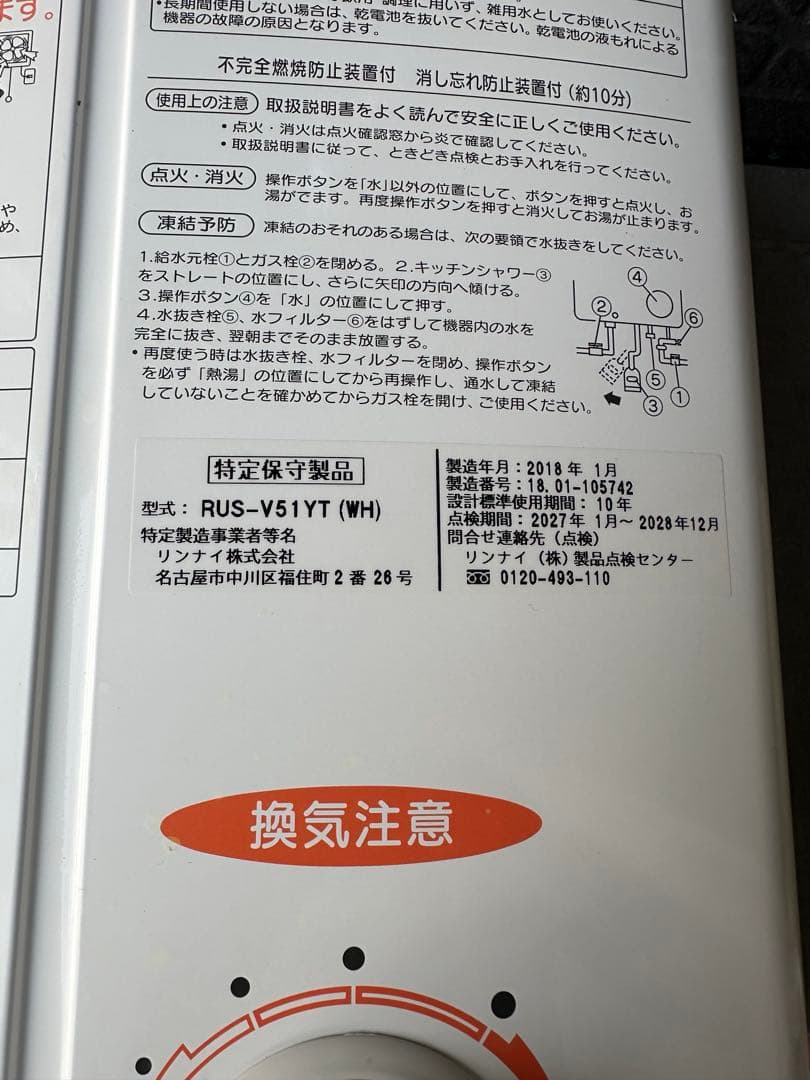 ます。
や
め、
調理に用いず、雑用水としてお使いください。
•長期間使用しない場合は、乾電池を抜いてください。乾電池の液もれによる
機器の故障の原因となります。
不完全燃焼防止装置付 消し忘れ防止装置付(約10分)
使用上の注意 取扱説明書をよく読んで安全に正しくご使用ください。
•点火・消火は点火確認窓から炎で確認してください。
•取扱説明書に従って、ときどき点検とお手入れを行ってください。
点火・消火 操作ボタンを「水」以外の位置にして、ボタンを押すと点火し、お
湯がでます。再度操作ボタンを押すと消火してお湯が止まります。
凍結予防 凍結のおそれのある場合は、次の要領で水抜きをしてください。
1.給水元栓①とガス栓②を閉める。2.キッチンシャワー③
をストレートの位置にし、さらに矢印の方向へ傾ける。
3.操作ボタン④を「水」の位置にして押す。
4.水抜き栓⑤、水フィルター⑥をはずして機器内の水を
完全に抜き、翌朝までそのまま放置する。
•再度使う時は水抜き栓、水フィルターを閉め、操作ボタン
を必ず「熱湯」の位置にしてから再操作し、通水して凍結
していないことを確かめてからガス栓を開け、ご使用ください。
④
②
⑥
⑤
①
③
特定保守製品
型式:RUS-V51YT(WH)
特定製造事業者等名
リンナイ株式会社
名古屋市中川区福住町2番26号
製造年月:2018年 1月
製造番号:18.01-105742
設計標準使用期間:10年
点検期間:2027年 1月～2028年12月
問合せ連絡先(点検)
リンナイ(株)製品点検センター
0120-493-110
換気注意